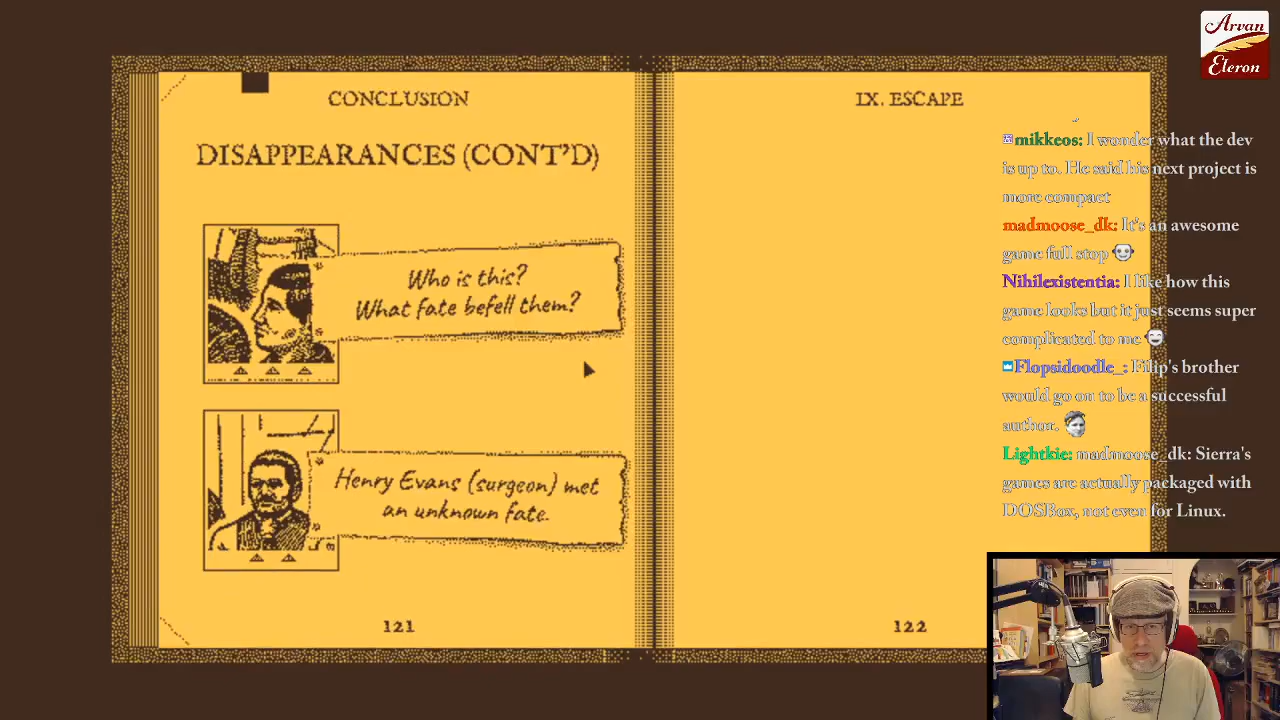 Arvan
Eleron
CONCLUSION
DISAPPEARANCES (CONT'D)
Who is this?
What fate befell them?
Henry Evans (surgeon) met
an unknown fate.
121
IX. ESCAPE
122
mikkeos: I wonder what the dev
is up to. He said his next project is
more compact
madmoose_dk: It's an awesome
game full stop
Nihilexistentia: I like how this
game looks but it just seems super
complicated to me
Flopsidoodle_: Filip's brother
would go on to be a successful
author.
Lightkie: madmoose_dk: Sierra's
games are actually packaged with
DOSBox, not even for Linux.